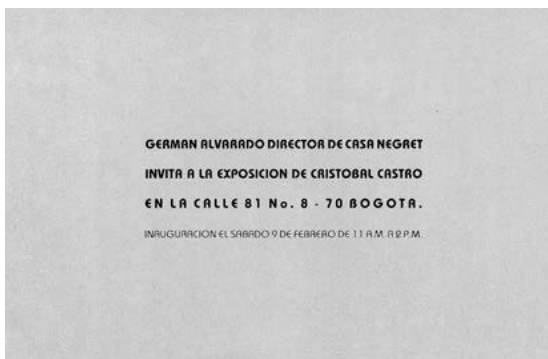 GERMAN ALVARADO DIRECTOR DE CASA NEGRET
INVITA A LA EXPOSICION DE CRISTOBAL CASTRO
EN LA CALLE 81 No. 8 - 70 BOGOTA.
INAUGURACION EL SABADO 9 DE FEBRERO DE 11 A.M. A 2 P.M.